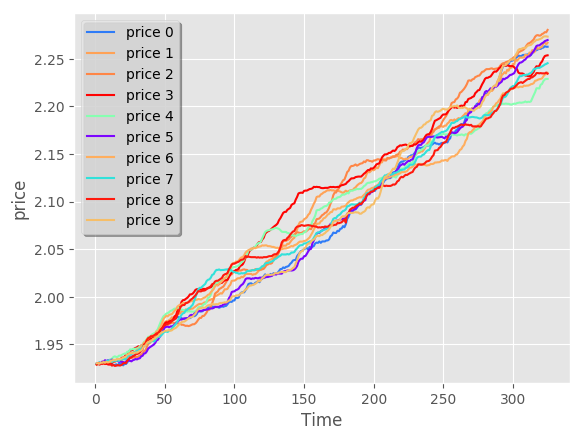 price 0
price 1
price 2
price 3
price 4
price 5
price 6
price 7
price 8
price 9
2.25
2.20
2.15
2.10
2.05
2.00
1.95
price
0 50 100 150 200 250 300
Time